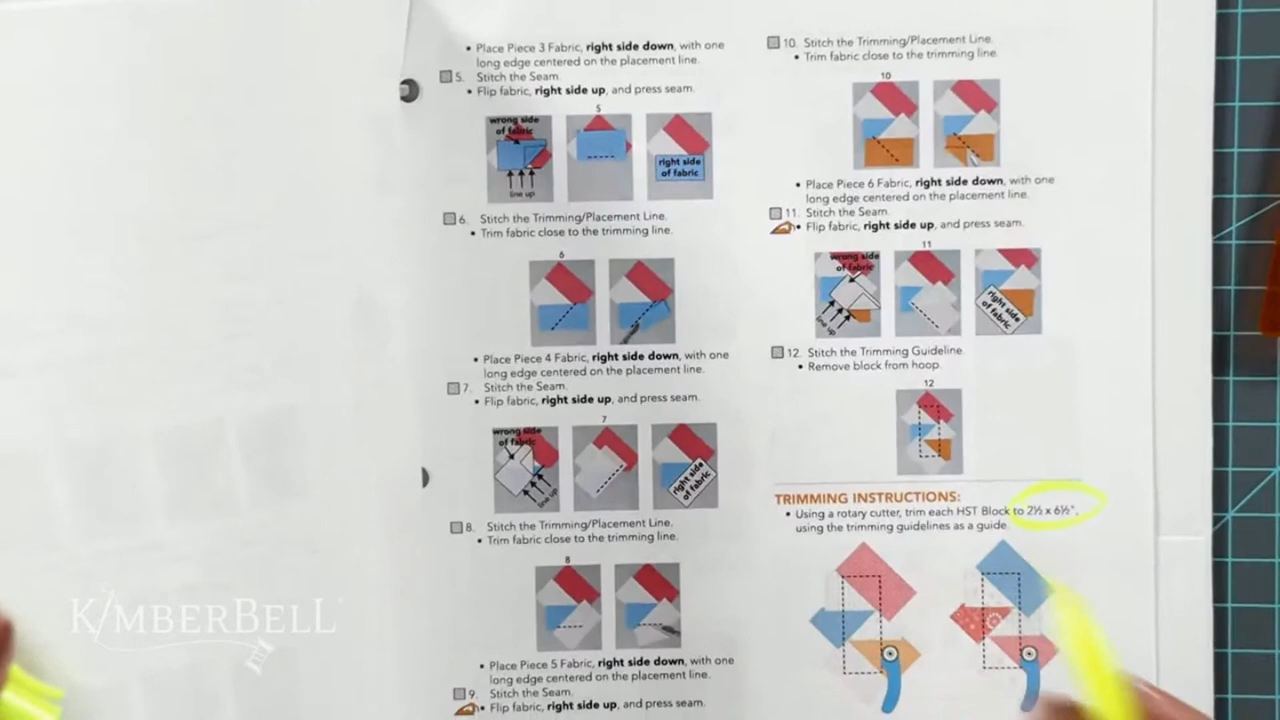 • Place Piece 3 Fabric, right side down, with one
long edge centered on the placement line.
5. Stitch the Seam.
• Flip fabric, right side up, and press seam.
5
wrong side
of fabric
line up
right side
of fabric
6. Stitch the Trimming/Placement Line.
• Trim fabric close to the trimming line.
6
• Place Piece 4 Fabric, right side down, with one
long edge centered on the placement line.
7. Stitch the Seam.
• Flip fabric, right side up, and press seam.
7
wrong side
of fabric
line up
right side
of fabric
8. Stitch the Trimming/Placement Line.
• Trim fabric close to the trimming line.
8
• Place Piece 5 Fabric, right side down, with one
long edge centered on the placement line.
9. Stitch the Seam.
• Flip fabric, right side up, and press seam.
10. Stitch the Trimming/Placement Line.
• Trim fabric close to the trimming line.
10
• Place Piece 6 Fabric, right side down, with one
long edge centered on the placement line.
11. Stitch the Seam.
• Flip fabric, right side up, and press seam.
11
wrong side
of fabric
line up
right side
of fabric
12. Stitch the Trimming Guideline.
• Remove block from hoop.
12
TRIMMING INSTRUCTIONS:
• Using a rotary cutter, trim each HST Block to 2½ x 6½",
using the trimming guidelines as a guide.
KIMBERBELL